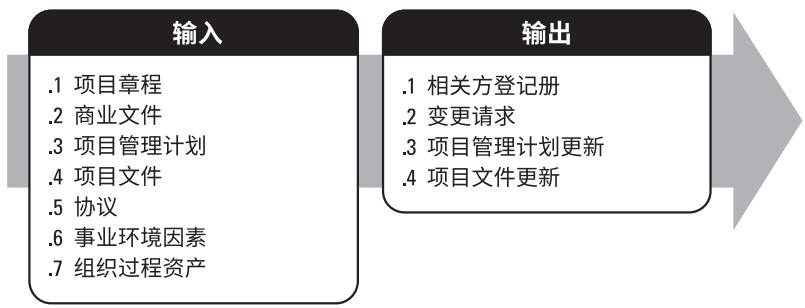 输入
.1 项目章程
.2 商业文件
.3 项目管理计划
.4 项目文件
.5 协议
.6 事业环境因素
.7 组织过程资产
输出
.1 相关方登记册
.2 变更请求
.3 项目管理计划更新
.4 项目文件更新